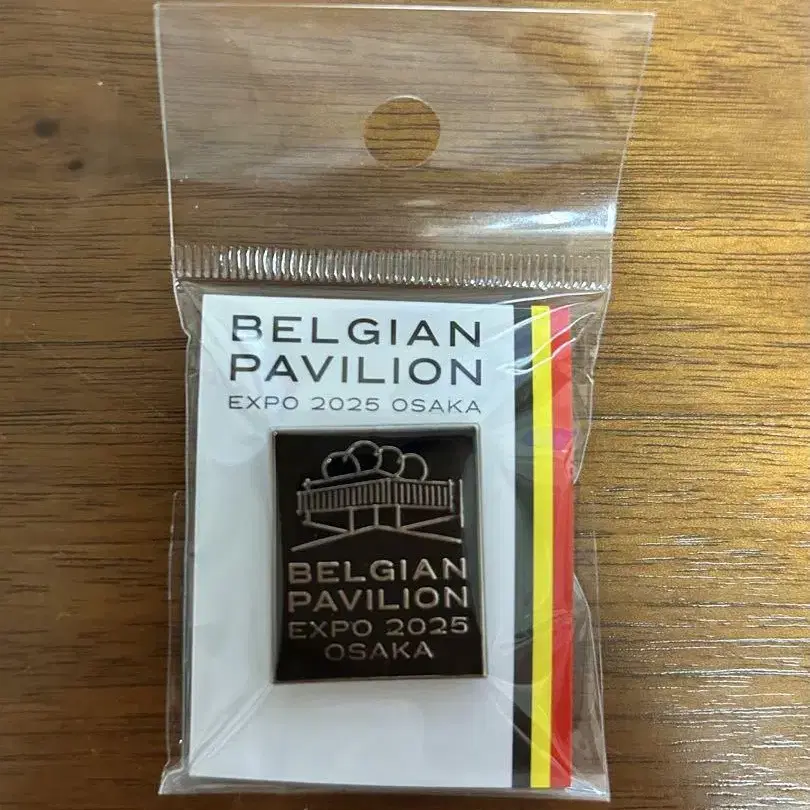 BELGIAN
PAVILION
EXPO 2025 OSAKA
BELGIAN
PAVILION
EXPO 2025
OSAKA